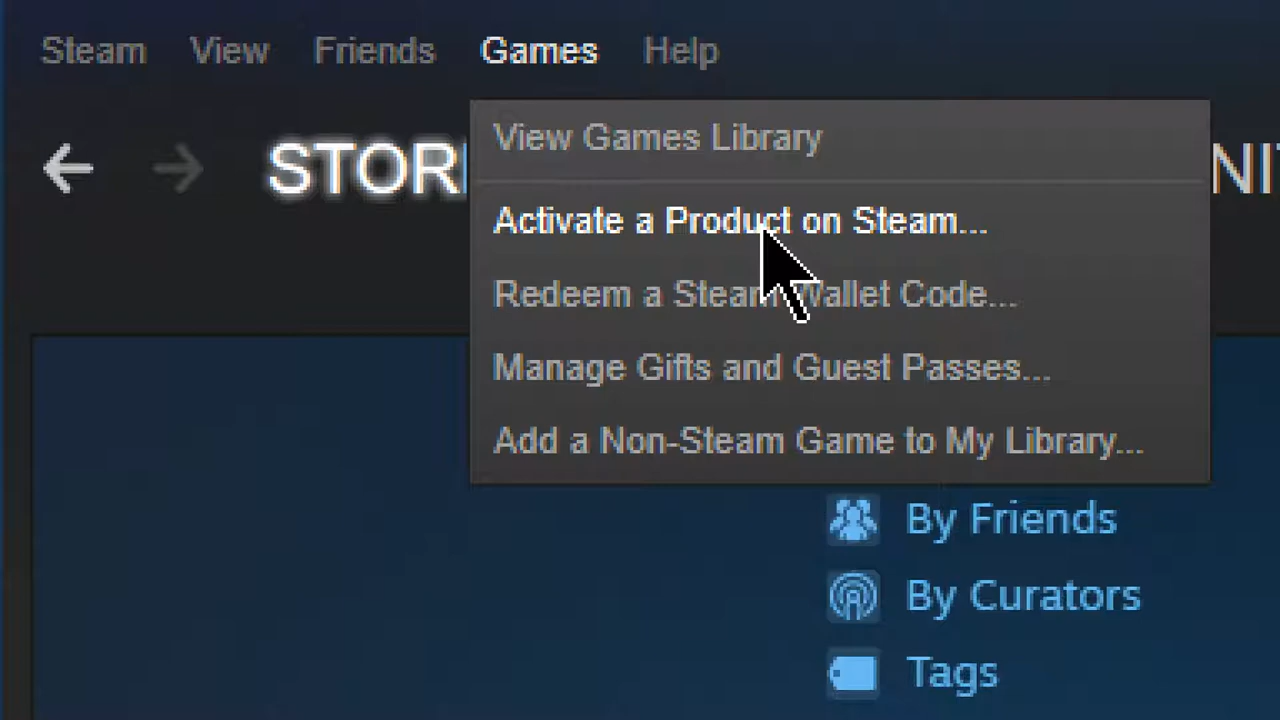 Steam View Friends Games Help
STOR
NI
View Games Library
Activate a Product on Steam...
Redeem a Steam Wallet Code...
Manage Gifts and Guest Passes...
Add a Non-Steam Game to My Library...
By Friends
By Curators
Tags